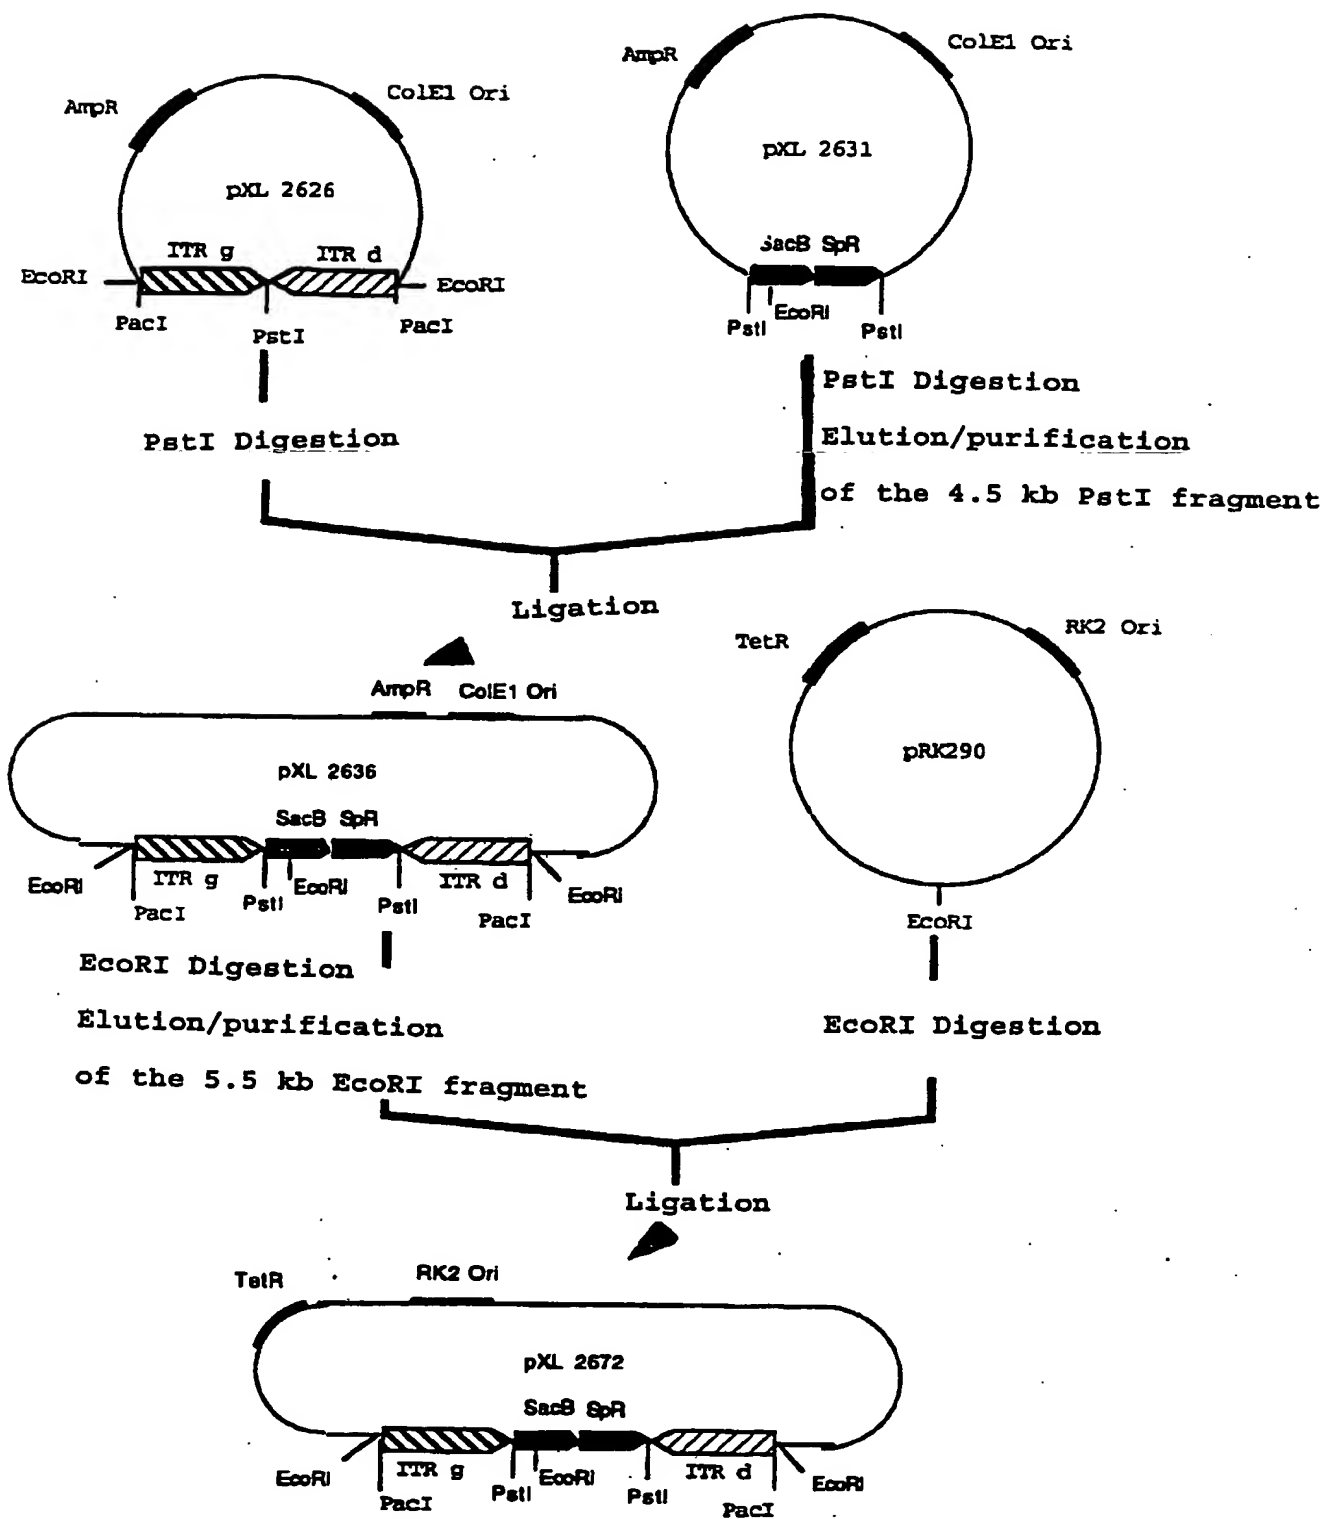 AmpR
ColE1 Ori
pXL 2626
ITR g
ITR d
EcoRI
EcoRI
PacI
PstI
PacI
PstI Digestion
AmpR
ColE1 Ori
pXL 2631
SacB SpR
EcoRI
PstI
PstI
PstI Digestion
Elution/purification
of the 4.5 kb PstI fragment
Ligation
AmpR
ColE1 Ori
pXL 2636
SacB SpR
EcoRI
ITR g
EcoRI
ITR d
EcoRI
PacI
PstI
PstI
PacI
EcoRI Digestion
Elution/purification
of the 5.5 kb EcoRI fragment
TetR
RK2 Ori
pRK290
EcoRI
EcoRI Digestion
Ligation
TetR
RK2 Ori
pXL 2672
SacB SpR
EcoRI
ITR g
EcoRI
ITR d
EcoRI
PacI
PstI
PstI
PacI